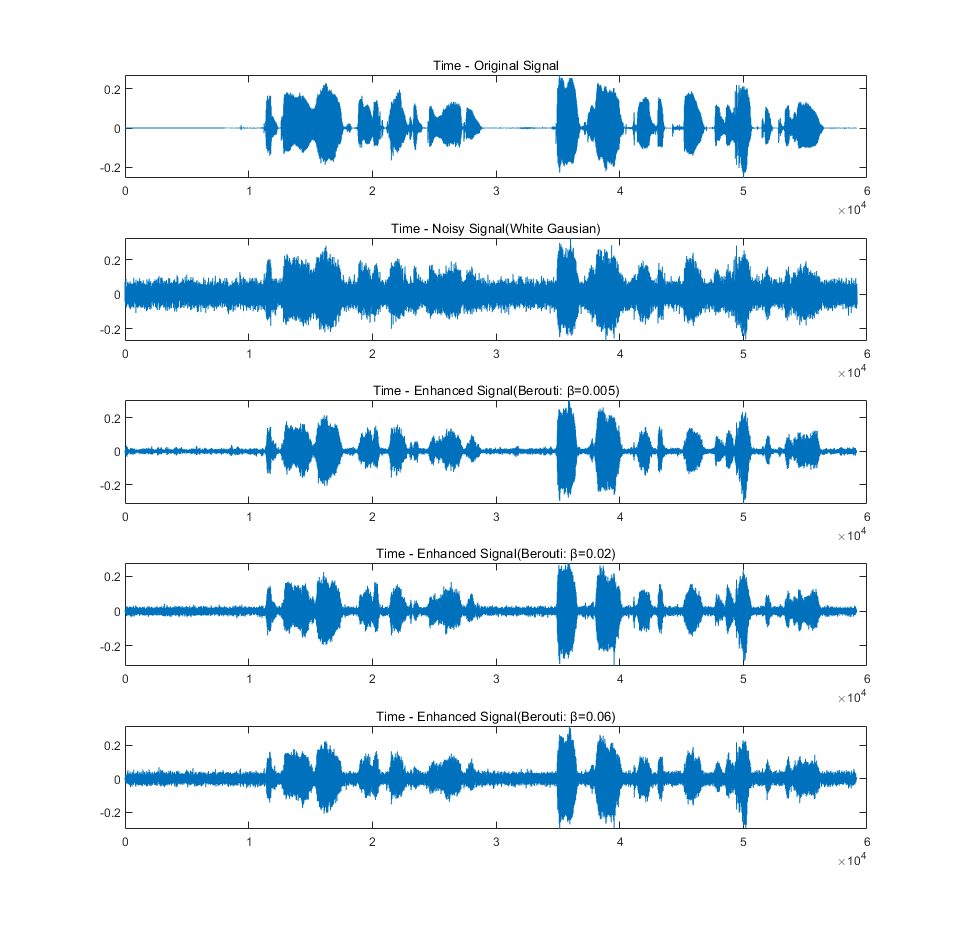 Time - Original Signal
0.2
0
-0.2
0 1 2 3 4 5 6
×10^4
Time - Noisy Signal(White Gausian)
0.2
0
-0.2
0 1 2 3 4 5 6
×10^4
Time - Enhanced Signal(Berouti: β=0.005)
0.2
0
-0.2
0 1 2 3 4 5 6
×10^4
Time - Enhanced Signal(Berouti: β=0.02)
0.2
0
-0.2
0 1 2 3 4 5 6
×10^4
Time - Enhanced Signal(Berouti: β=0.06)
0.2
0
-0.2
0 1 2 3 4 5 6
×10^4